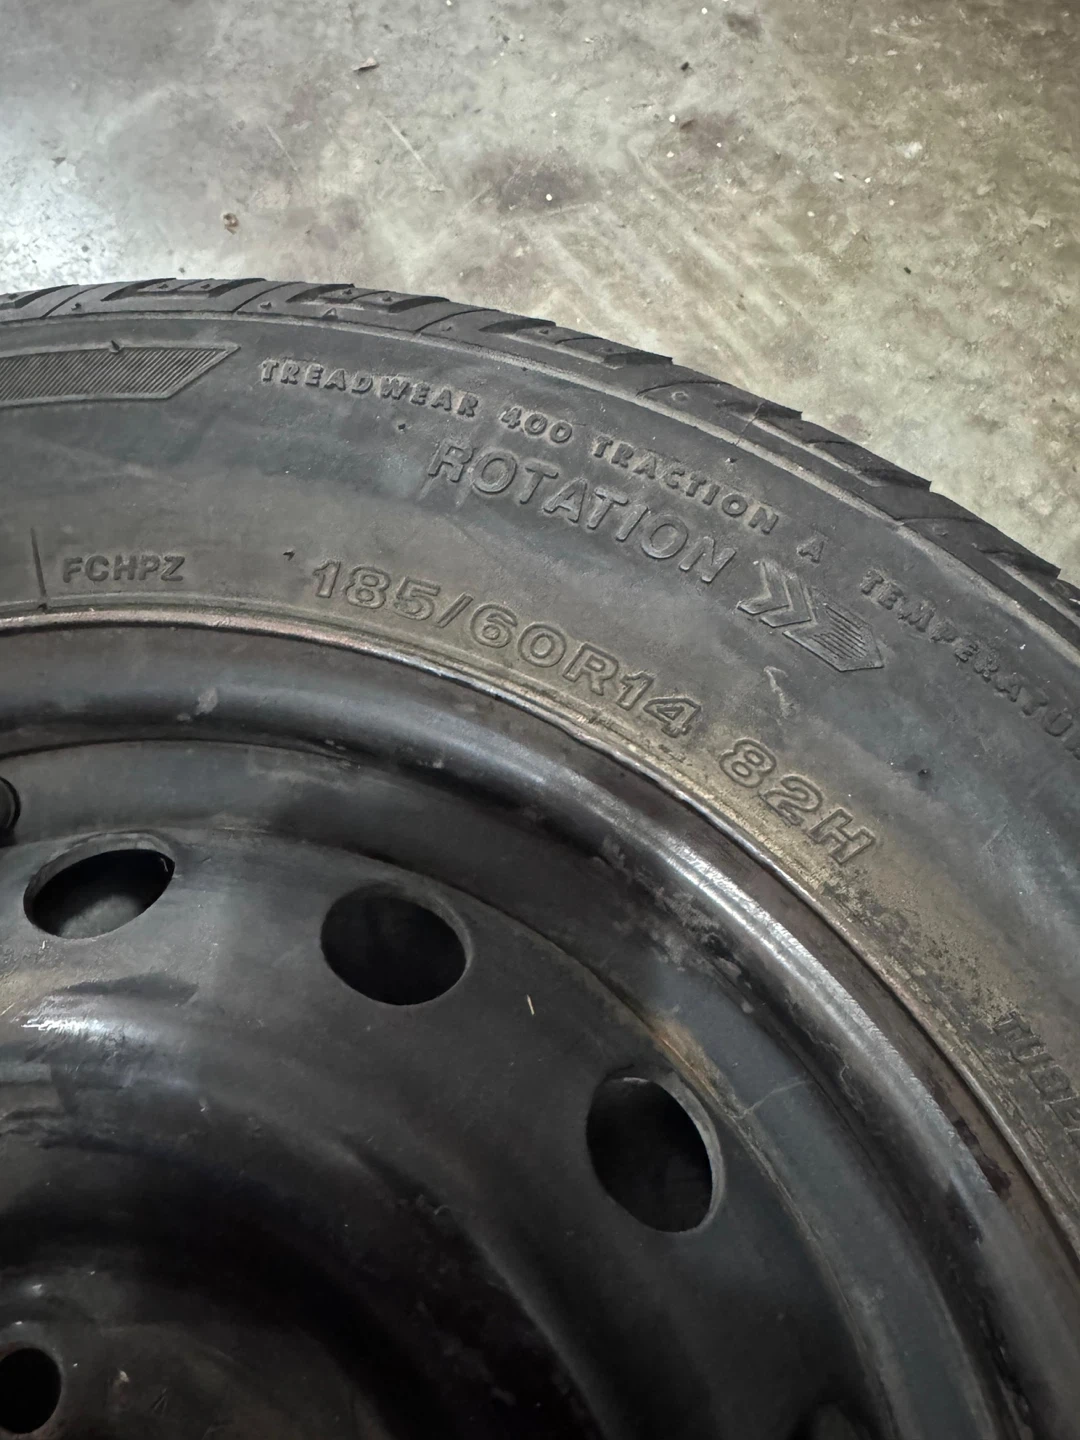 TREADWEAR 400 TRACTION A TEMPERATU
ROTATION
FCHPZ
185/60R14 82H